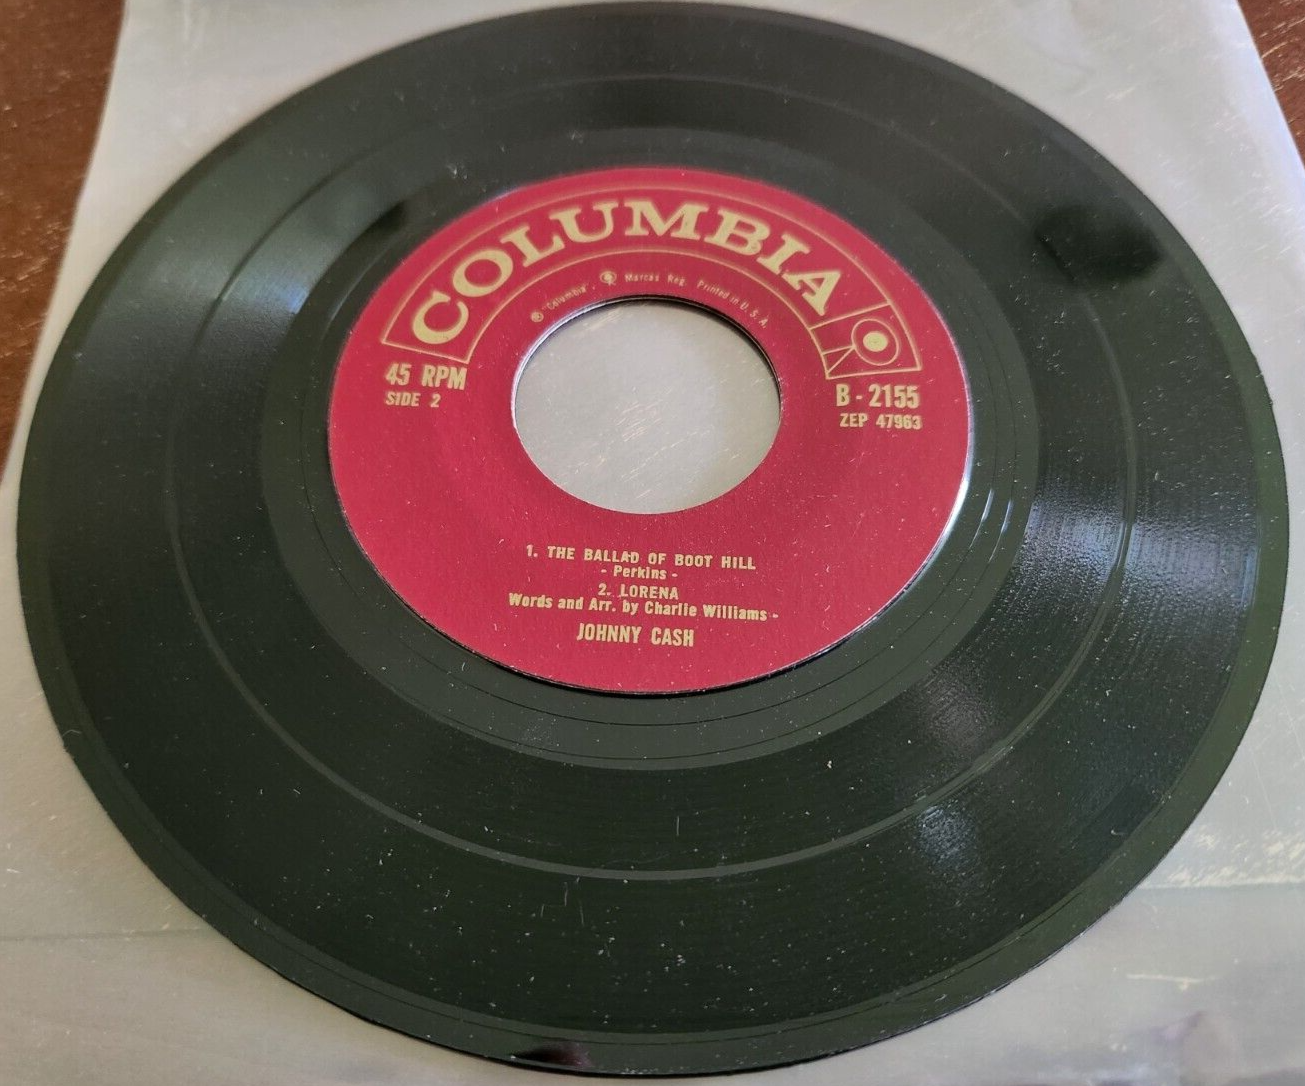 COLUMBIA
® "Columbia", Marcas Reg. Printed in U. S. A.
45 RPM
SIDE 2
B - 2155
ZEP 47963
1. THE BALLAD OF BOOT HILL
- Perkins -
2. LORENA
Words and Arr. by Charlie Williams -
JOHNNY CASH